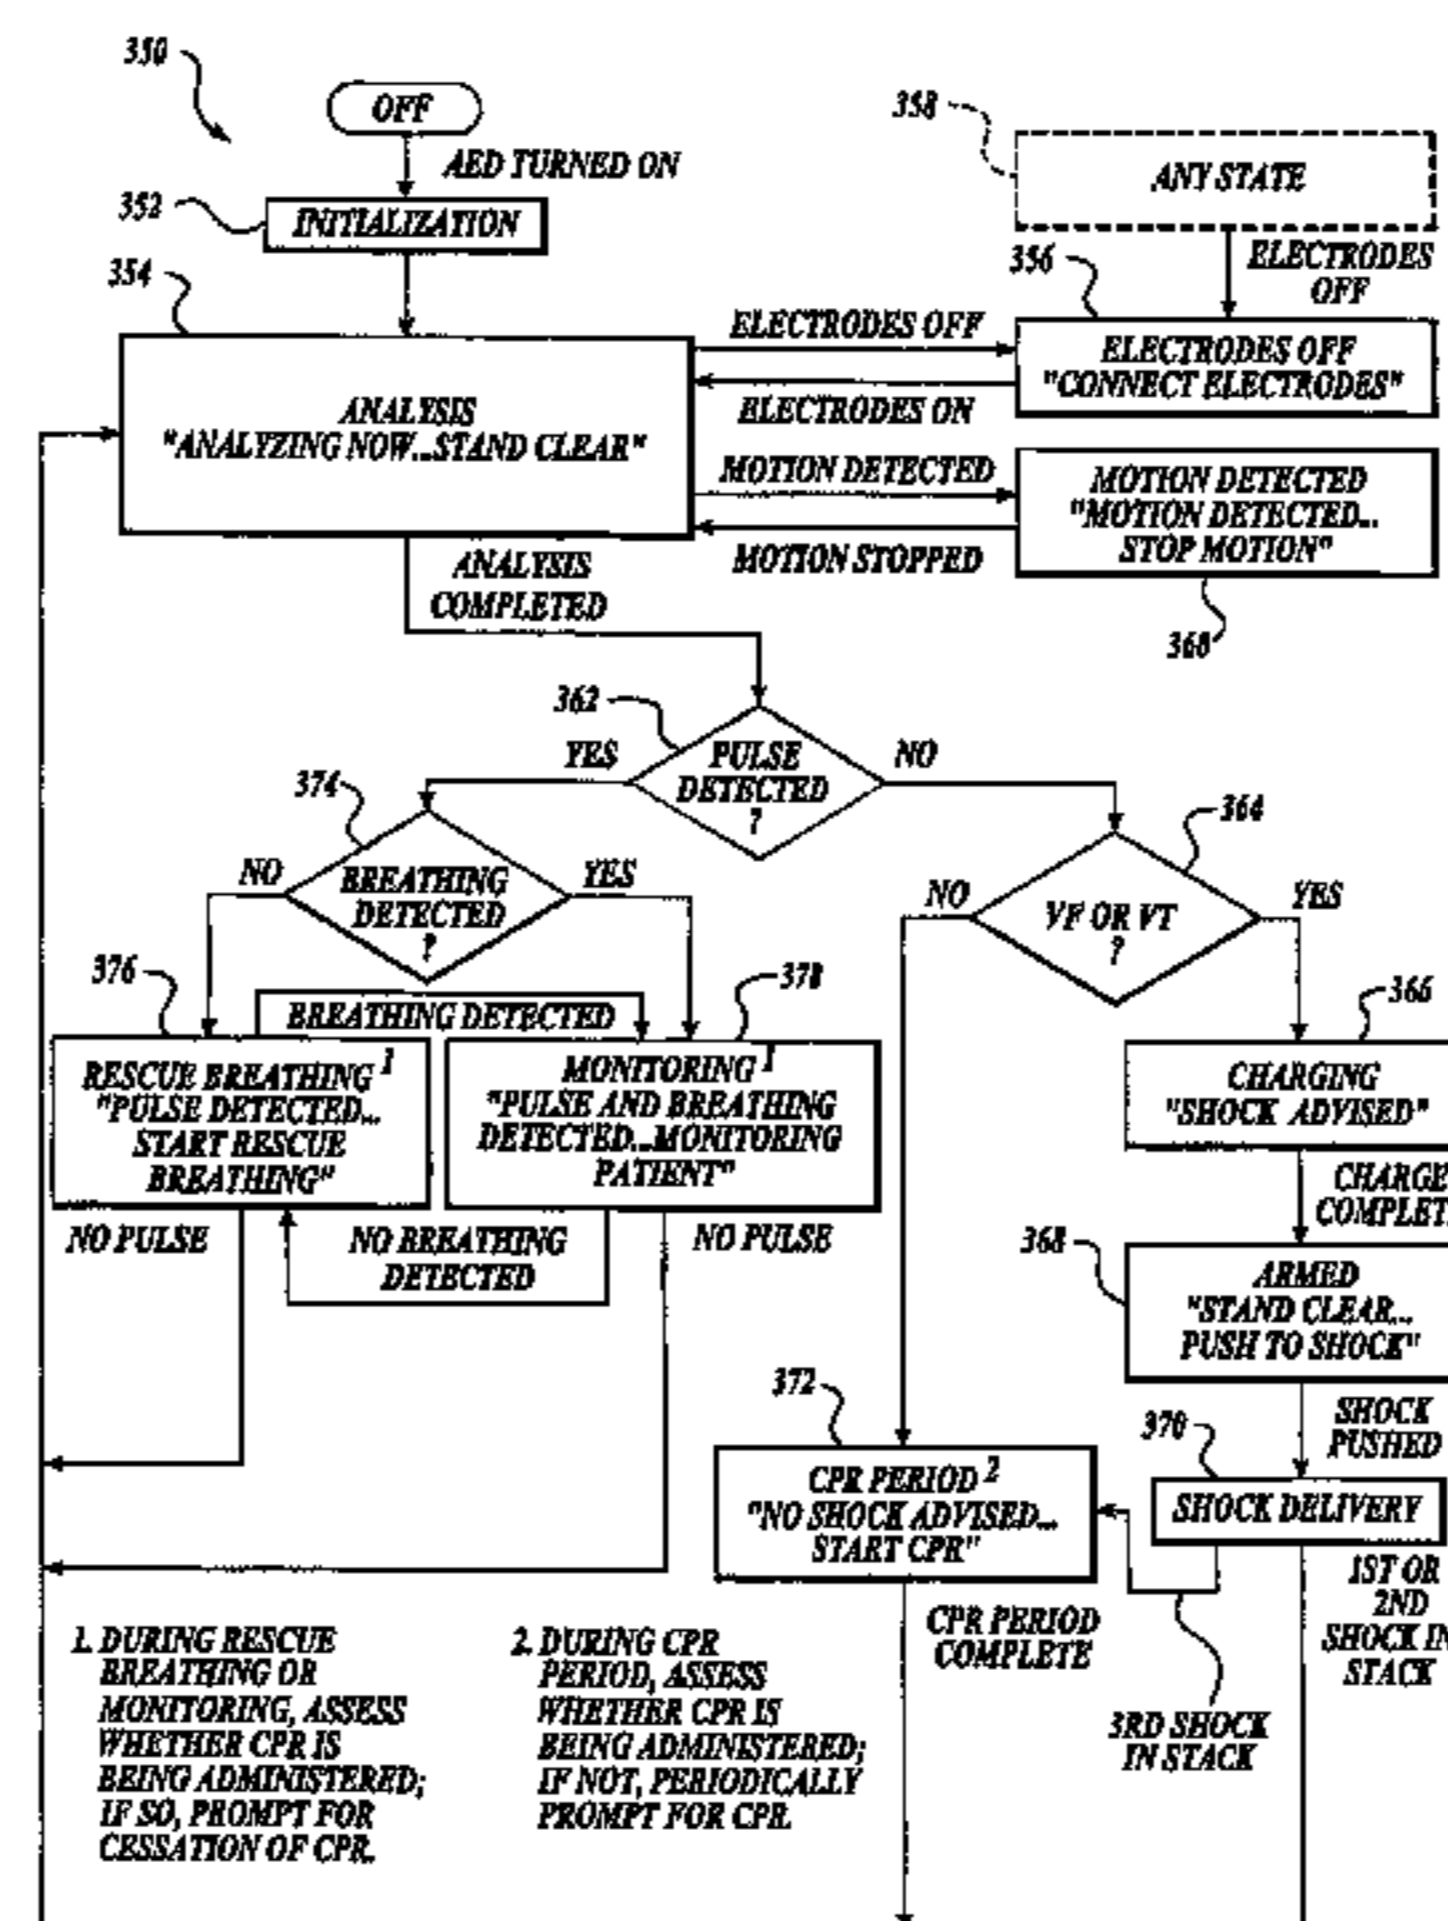 350
OFF
AED TURNED ON
352
INITIALIZATION
358
ANY STATE
ELECTRODES
OFF
354
356
ELECTRODES OFF
ELECTRODES OFF
"CONNECT ELECTRODES"
ELECTRODES ON
ANALYSIS
"ANALYZING NOW...STAND CLEAR"
MOTION DETECTED
MOTION DETECTED
"MOTION DETECTED...
STOP MOTION"
MOTION STOPPED
360
ANALYSIS
COMPLETED
362
PULSE
DETECTED
?
YES
NO
374
BREATHING
DETECTED
?
NO
YES
364
VF OR VT
?
NO
YES
376
BREATHING DETECTED
378
366
RESCUE BREATHING 1
"PULSE DETECTED...
START RESCUE
BREATHING"
MONITORING 1
"PULSE AND BREATHING
DETECTED...MONITORING
PATIENT"
CHARGING
"SHOCK ADVISED"
CHARGE
COMPLET
NO PULSE
NO BREATHING
DETECTED
NO PULSE
368
ARMED
"STAND CLEAR...
PUSH TO SHOCK"
372
370
SHOCK
PUSHED
CPR PERIOD 2
"NO SHOCK ADVISED...
START CPR"
SHOCK DELIVERY
1ST OR
2ND
SHOCK IN
STACK
CPR PERIOD
COMPLETE
3RD SHOCK
IN STACK
1. DURING RESCUE
BREATHING OR
MONITORING, ASSESS
WHETHER CPR IS
BEING ADMINISTERED;
IF SO, PROMPT FOR
CESSATION OF CPR.
2. DURING CPR
PERIOD, ASSESS
WHETHER CPR IS
BEING ADMINISTERED;
IF NOT, PERIODICALLY
PROMPT FOR CPR.